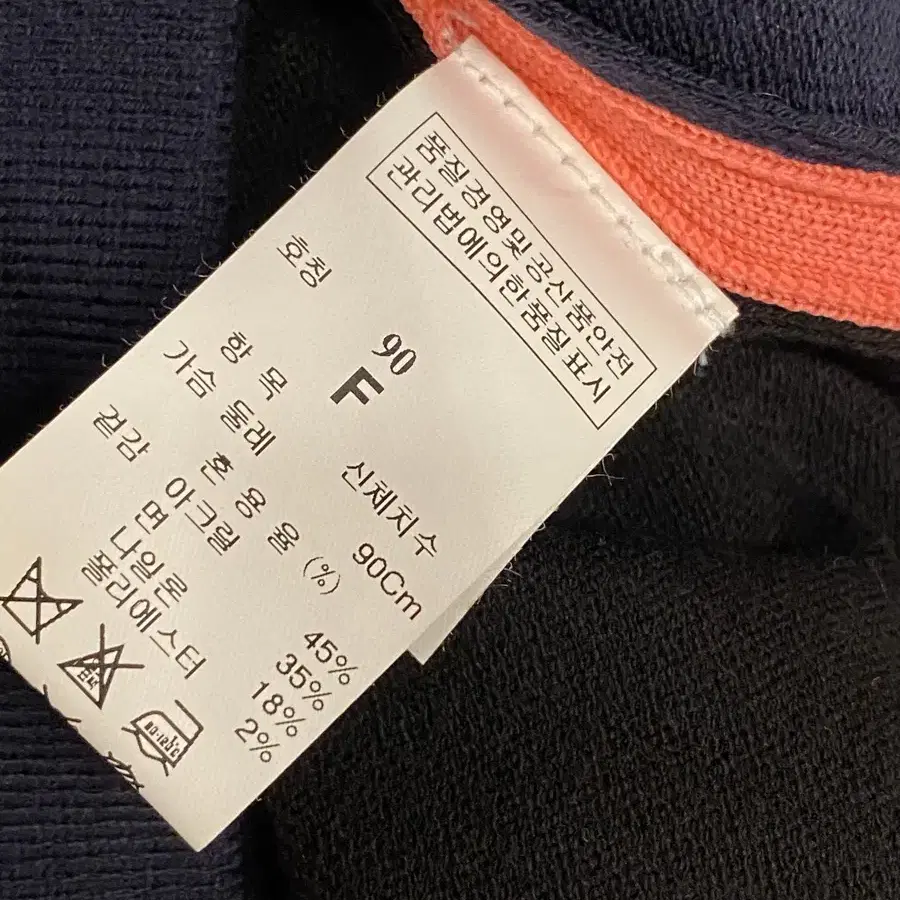 품질경영및공산품안전
관리법에의한품질표시
호칭
90
F
항 목 신체치수
가슴 둘레 90Cm
겉감 혼 용 율 (%)
아크릴 45%
면 35%
나일론 18%
폴리에스터 2%